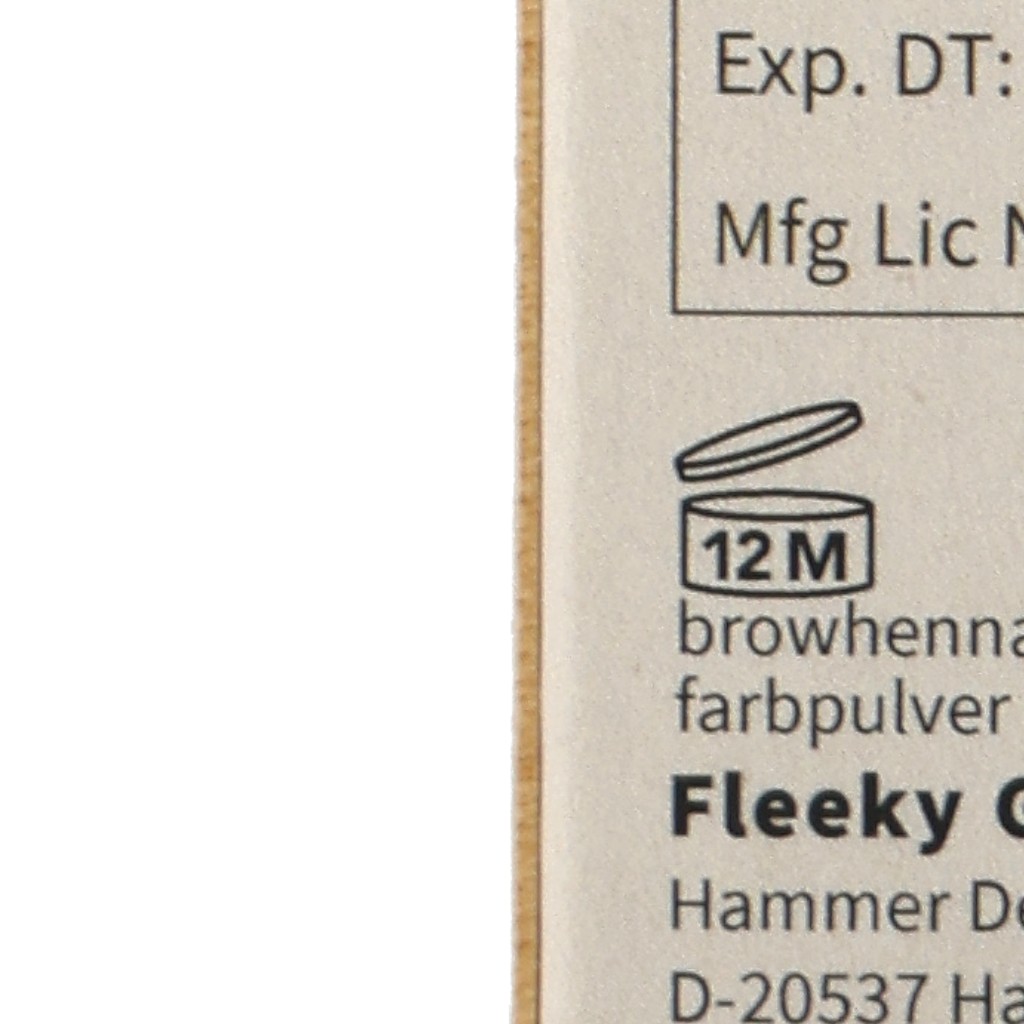 Exp. DT:
Mfg Lic
12 M
browhenna
farbpulver
Fleeky
Hammer
D-20537